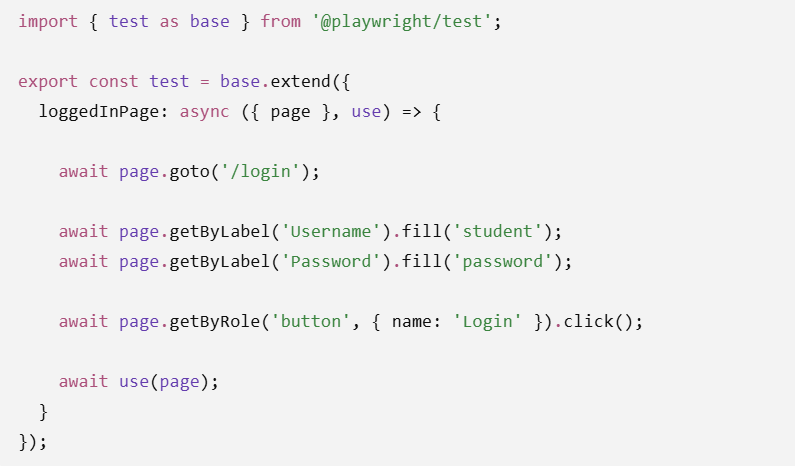 import { test as base } from '@playwright/test';
export const test = base.extend({
loggedInPage: async ({ page }, use) => {
await page.goto('/login');
await page.getByLabel('Username').fill('student');
await page.getByLabel('Password').fill('password');
await page.getByRole('button', { name: 'Login' }).click();
await use(page);
}
});